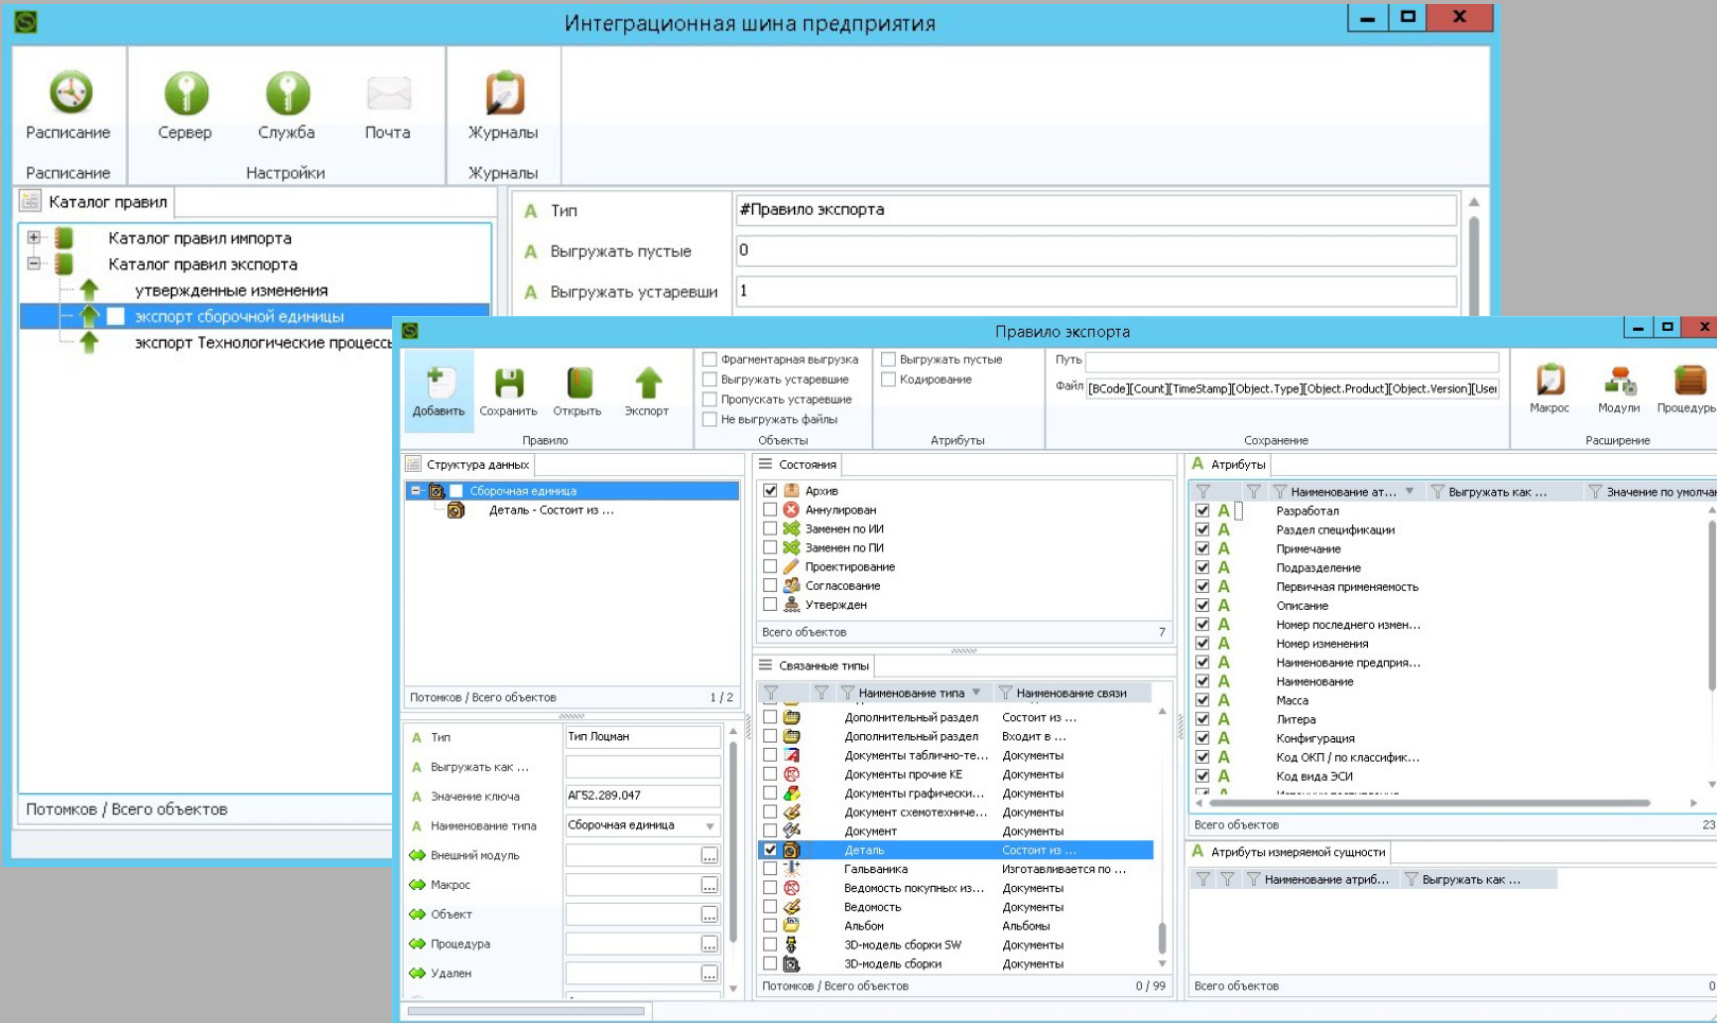 Интеграционная шина предприятия
Расписание
Сервер
Служба
Почта
Журналы
Расписание
Настройки
Журналы
Каталог правил
Каталог правил импорта
Каталог правил экспорта
утвержденные изменения
экспорт сборочной единицы
экспорт Технологические процессы
Потомков / Всего объектов
Тип
#Правило экспорта
Выгружать пустые
0
Выгружать устаревши
1
Правило экспорта
Добавить
Сохранить
Открыть
Экспорт
Правило
Фрагментарная выгрузка
Выгружать устаревшие
Пропускать устаревшие
Не выгружать файлы
Объекты
Выгружать пустые
Кодирование
Атрибуты
Путь
Файл [BCode][Count][TimeStamp][Object.Type][Object.Product][Object.Version][User
Сохранение
Макрос
Модули
Процедуры
Расширение
Структура данных
Сборочная единица
Деталь - Состоит из ...
Потомков / Всего объектов 1 / 2
Тип
Тип Лоцман
Выгружать как ...
Значение ключа
АГ52.289.047
Наименование типа
Сборочная единица
Внешний модуль
...
Макрос
...
Объект
...
Процедура
...
Удален
...
Состояния
Архив
Аннулирован
Заменен по ИИ
Заменен по ПИ
Проектирование
Согласование
Утвержден
Всего объектов 7
Связанные типы
Наименование типа Наименование связи
Дополнительный раздел Состоит из ...
Дополнительный раздел Входит в ...
Документы таблично-те... Документы
Документы прочие КЕ Документы
Документы графически... Документы
Документ схемотехниче... Документы
Документ Документы
Деталь Состоит из ...
Гальваника Изготавливается по ...
Ведомость покупных из... Документы
Ведомость Документы
Альбом Альбомы
3D-модель сборки SW Документы
3D-модель сборки Документы
Потомков / Всего объектов 0 / 99
Атрибуты
Наименование ат... Выгружать как ... Значение по умолчан
Разработал
Раздел спецификации
Примечание
Подразделение
Первичная применяемость
Описание
Номер последнего измен...
Номер изменения
Наименование предприя...
Наименование
Масса
Литера
Конфигурация
Код ОКП / по классифик...
Код вида ЭСИ
Всего объектов 23
Атрибуты измеряемой сущности
Наименование атриб... Выгружать как ...
Всего объектов 0